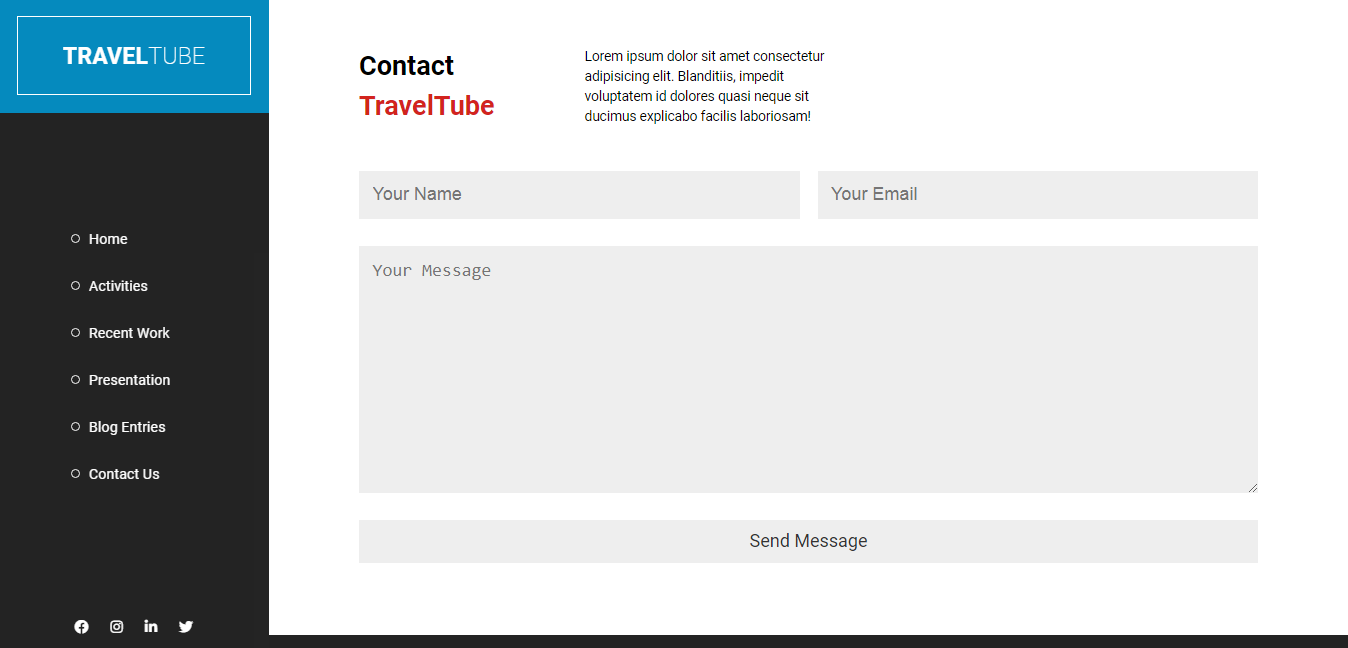 TRAVELTUBE
Home
Activities
Recent Work
Presentation
Blog Entries
Contact Us
Contact
TravelTube
Lorem ipsum dolor sit amet consectetur
adipisicing elit. Blanditiis, impedit
voluptatem id dolores quasi neque sit
ducimus explicabo facilis laboriosam!
Your Name
Your Email
Your Message
Send Message